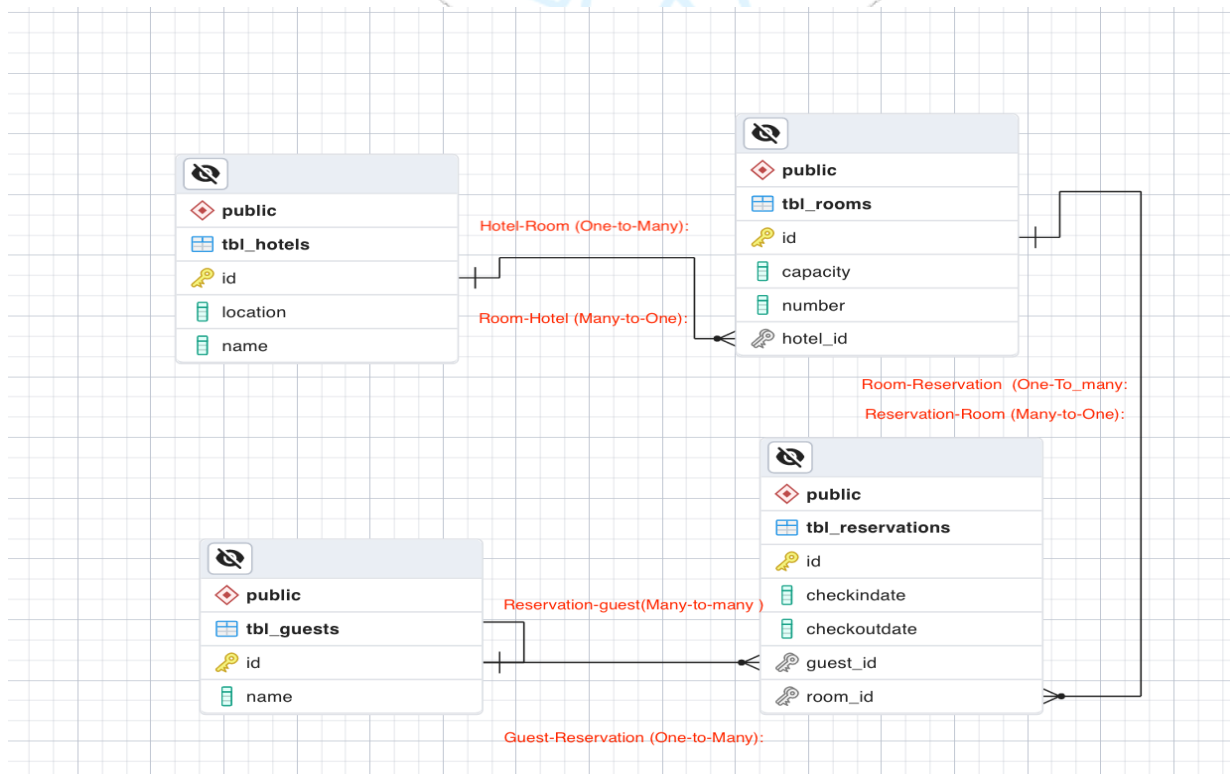 public
tbl_hotels
id
location
name
Hotel-Room (One-to-Many):
Room-Hotel (Many-to-One):
public
tbl_rooms
id
capacity
number
hotel_id
Room-Reservation (One-To_many:
Reservation-Room (Many-to-One):
public
tbl_guests
id
name
Reservation-guest(Many-to-many )
Guest-Reservation (One-to-Many):
public
tbl_reservations
id
checkindate
checkoutdate
guest_id
room_id